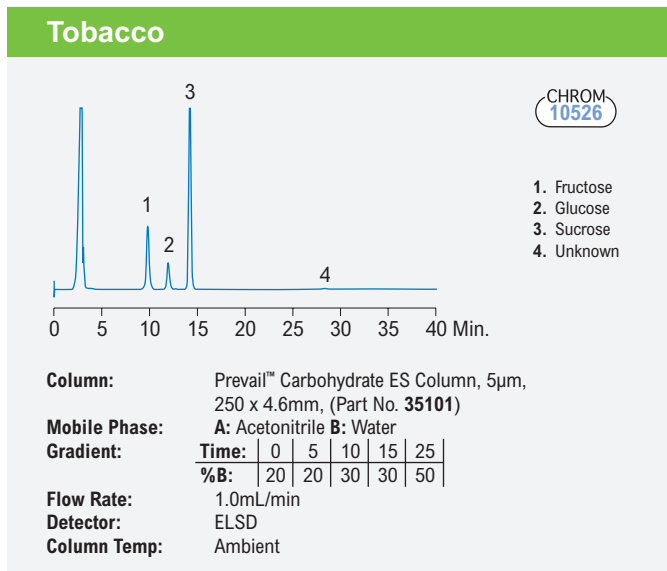 Tobacco
CHROM
10526
3
1
2
4
1. Fructose
2. Glucose
3. Sucrose
4. Unknown
0 5 10 15 20 25 30 35 40 Min.
Column: Prevail™ Carbohydrate ES Column, 5µm,
250 x 4.6mm, (Part No. 35101)
Mobile Phase: A: Acetonitrile B: Water
Gradient: Time: 0 5 10 15 25
%B: 20 20 30 30 50
Flow Rate: 1.0mL/min
Detector: ELSD
Column Temp: Ambient